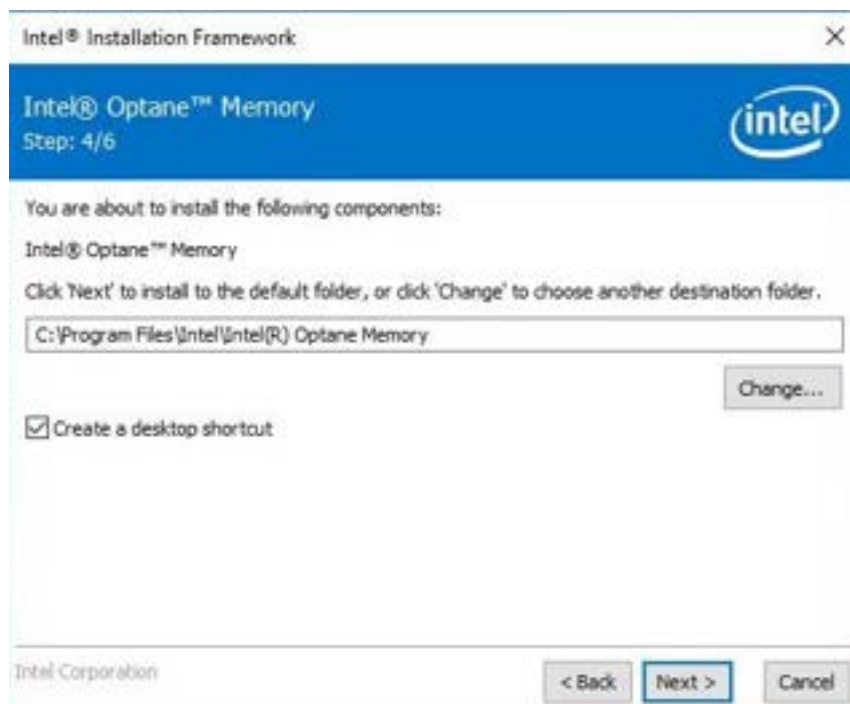 Intel® Installation Framework
Intel® Optane™ Memory
Step: 4/6
intel
You are about to install the following components:
Intel® Optane™ Memory
Click 'Next' to install to the default folder, or click 'Change' to choose another destination folder.
C:\Program Files\Intel\Intel(R) Optane Memory
Change...
Create a desktop shortcut
Intel Corporation
< Back Next > Cancel